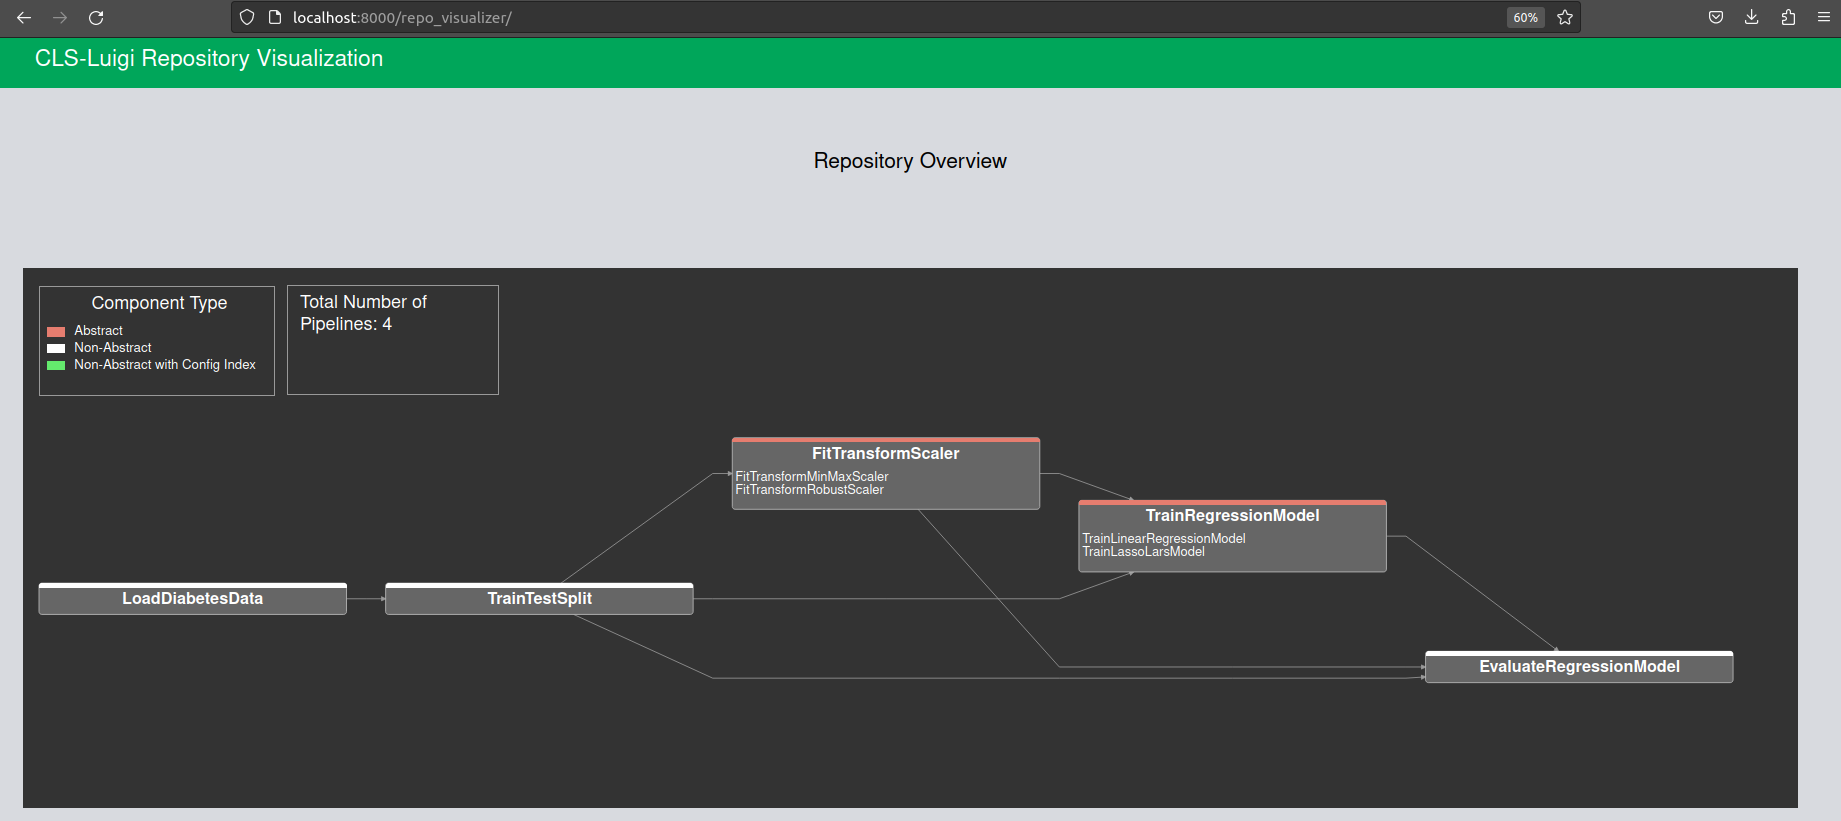 localhost:8000/repo_visualizer/
60%
CLS-Luigi Repository Visualization
Repository Overview
Component Type
Abstract
Non-Abstract
Non-Abstract with Config Index
Total Number of
Pipelines: 4
FitTransformScaler
FitTransformMinMaxScaler
FitTransformRobustScaler
TrainRegressionModel
TrainLinearRegressionModel
TrainLassoLarsModel
LoadDiabetesData
TrainTestSplit
EvaluateRegressionModel